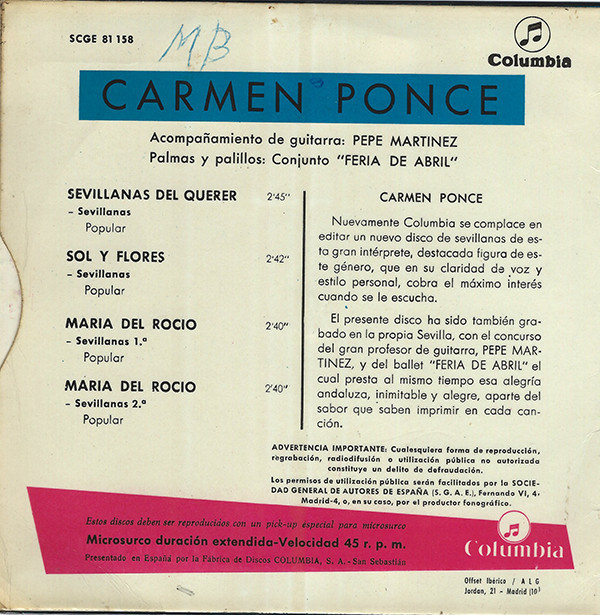 SCGE 81 158
MB
Columbia
CARMEN PONCE
Acompañamiento de guitarra: PEPE MARTINEZ
Palmas y palillos: Conjunto "FERIA DE ABRIL"
SEVILLANAS DEL QUERER 2'45"
- Sevillanas
Popular
SOL Y FLORES 2'42"
- Sevillanas
Popular
MARIA DEL ROCIO 2'40"
- Sevillanas 1.ª
Popular
MARIA DEL ROCIO 2'40"
- Sevillanas 2.ª
Popular
CARMEN PONCE
Nuevamente Columbia se complace en
editar un nuevo disco de sevillanas de es-
ta gran intérprete, destacada figura de es-
te género, que en su claridad de voz y
estilo personal, cobra el máximo interés
cuando se le escucha.
El presente disco ha sido también gra-
bado en la propia Sevilla, con el concurso
del gran profesor de guitarra, PEPE MAR-
TINEZ, y del ballet "FERIA DE ABRIL" el
cual presta al mismo tiempo esa alegría
andaluza, inimitable y alegre, aparte del
sabor que saben imprimir en cada can-
ción.
ADVERTENCIA IMPORTANTE: Cualesquiera forma de reproducción,
regrabación, radiodifusión o utilización pública no autorizada
constituye un delito de defraudación.
Los permisos de utilización pública serán facilitados por la SOCIE-
DAD GENERAL DE AUTORES DE ESPAÑA (S. G. A. E.), Fernando VI, 4-
Madrid-4, o, en su caso, por el productor fonográfico.
Estos discos deben ser reproducidos con un pick-up especial para microsurco
Microsurco duración extendida-Velocidad 45 r. p. m.
Presentado en España por la Fábrica de Discos COLUMBIA, S. A. - San Sebastián
Columbia
Offset Ibérico / A L G
Jordan, 21 - Madrid (10)